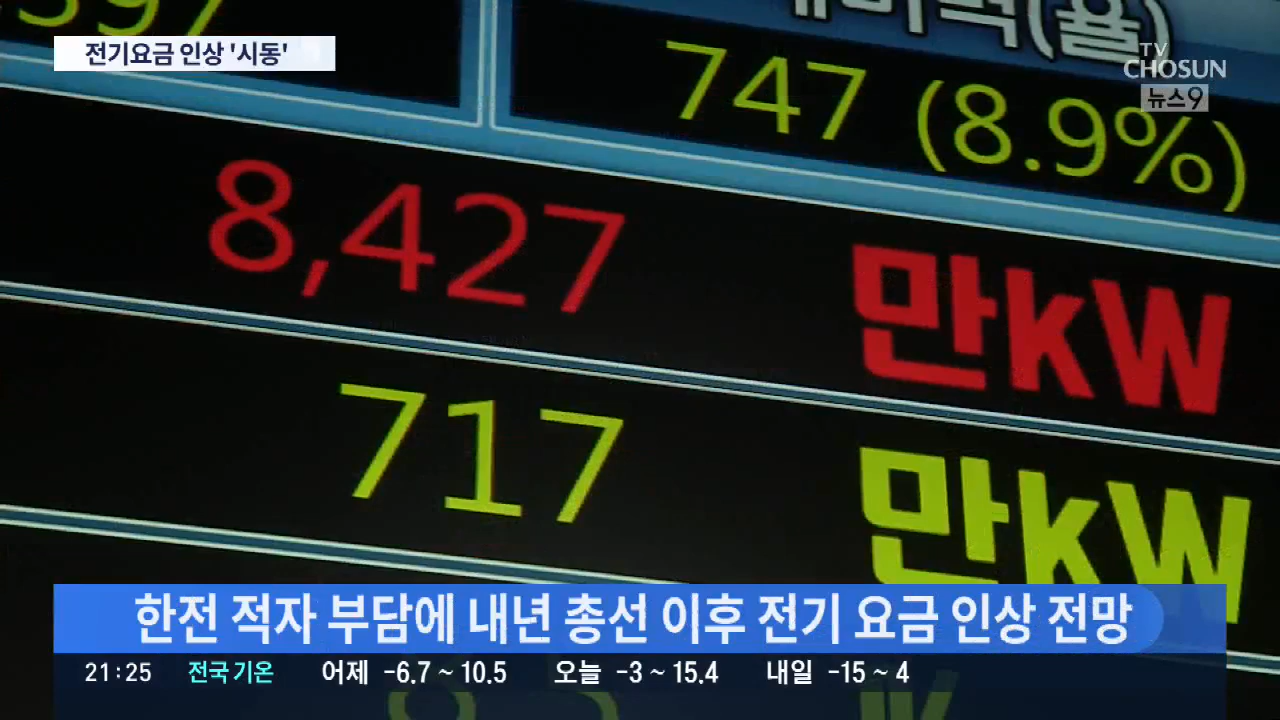 전기요금 인상 '시동'
TV
CHOSUN
뉴스9
747 (8.9%)
8,427 만kW
717 만kW
한전 적자 부담에 내년 총선 이후 전기 요금 인상 전망
21:25 전국 기온 어제 -6.7 ~ 10.5 오늘 -3 ~ 15.4 내일 -15 ~ 4